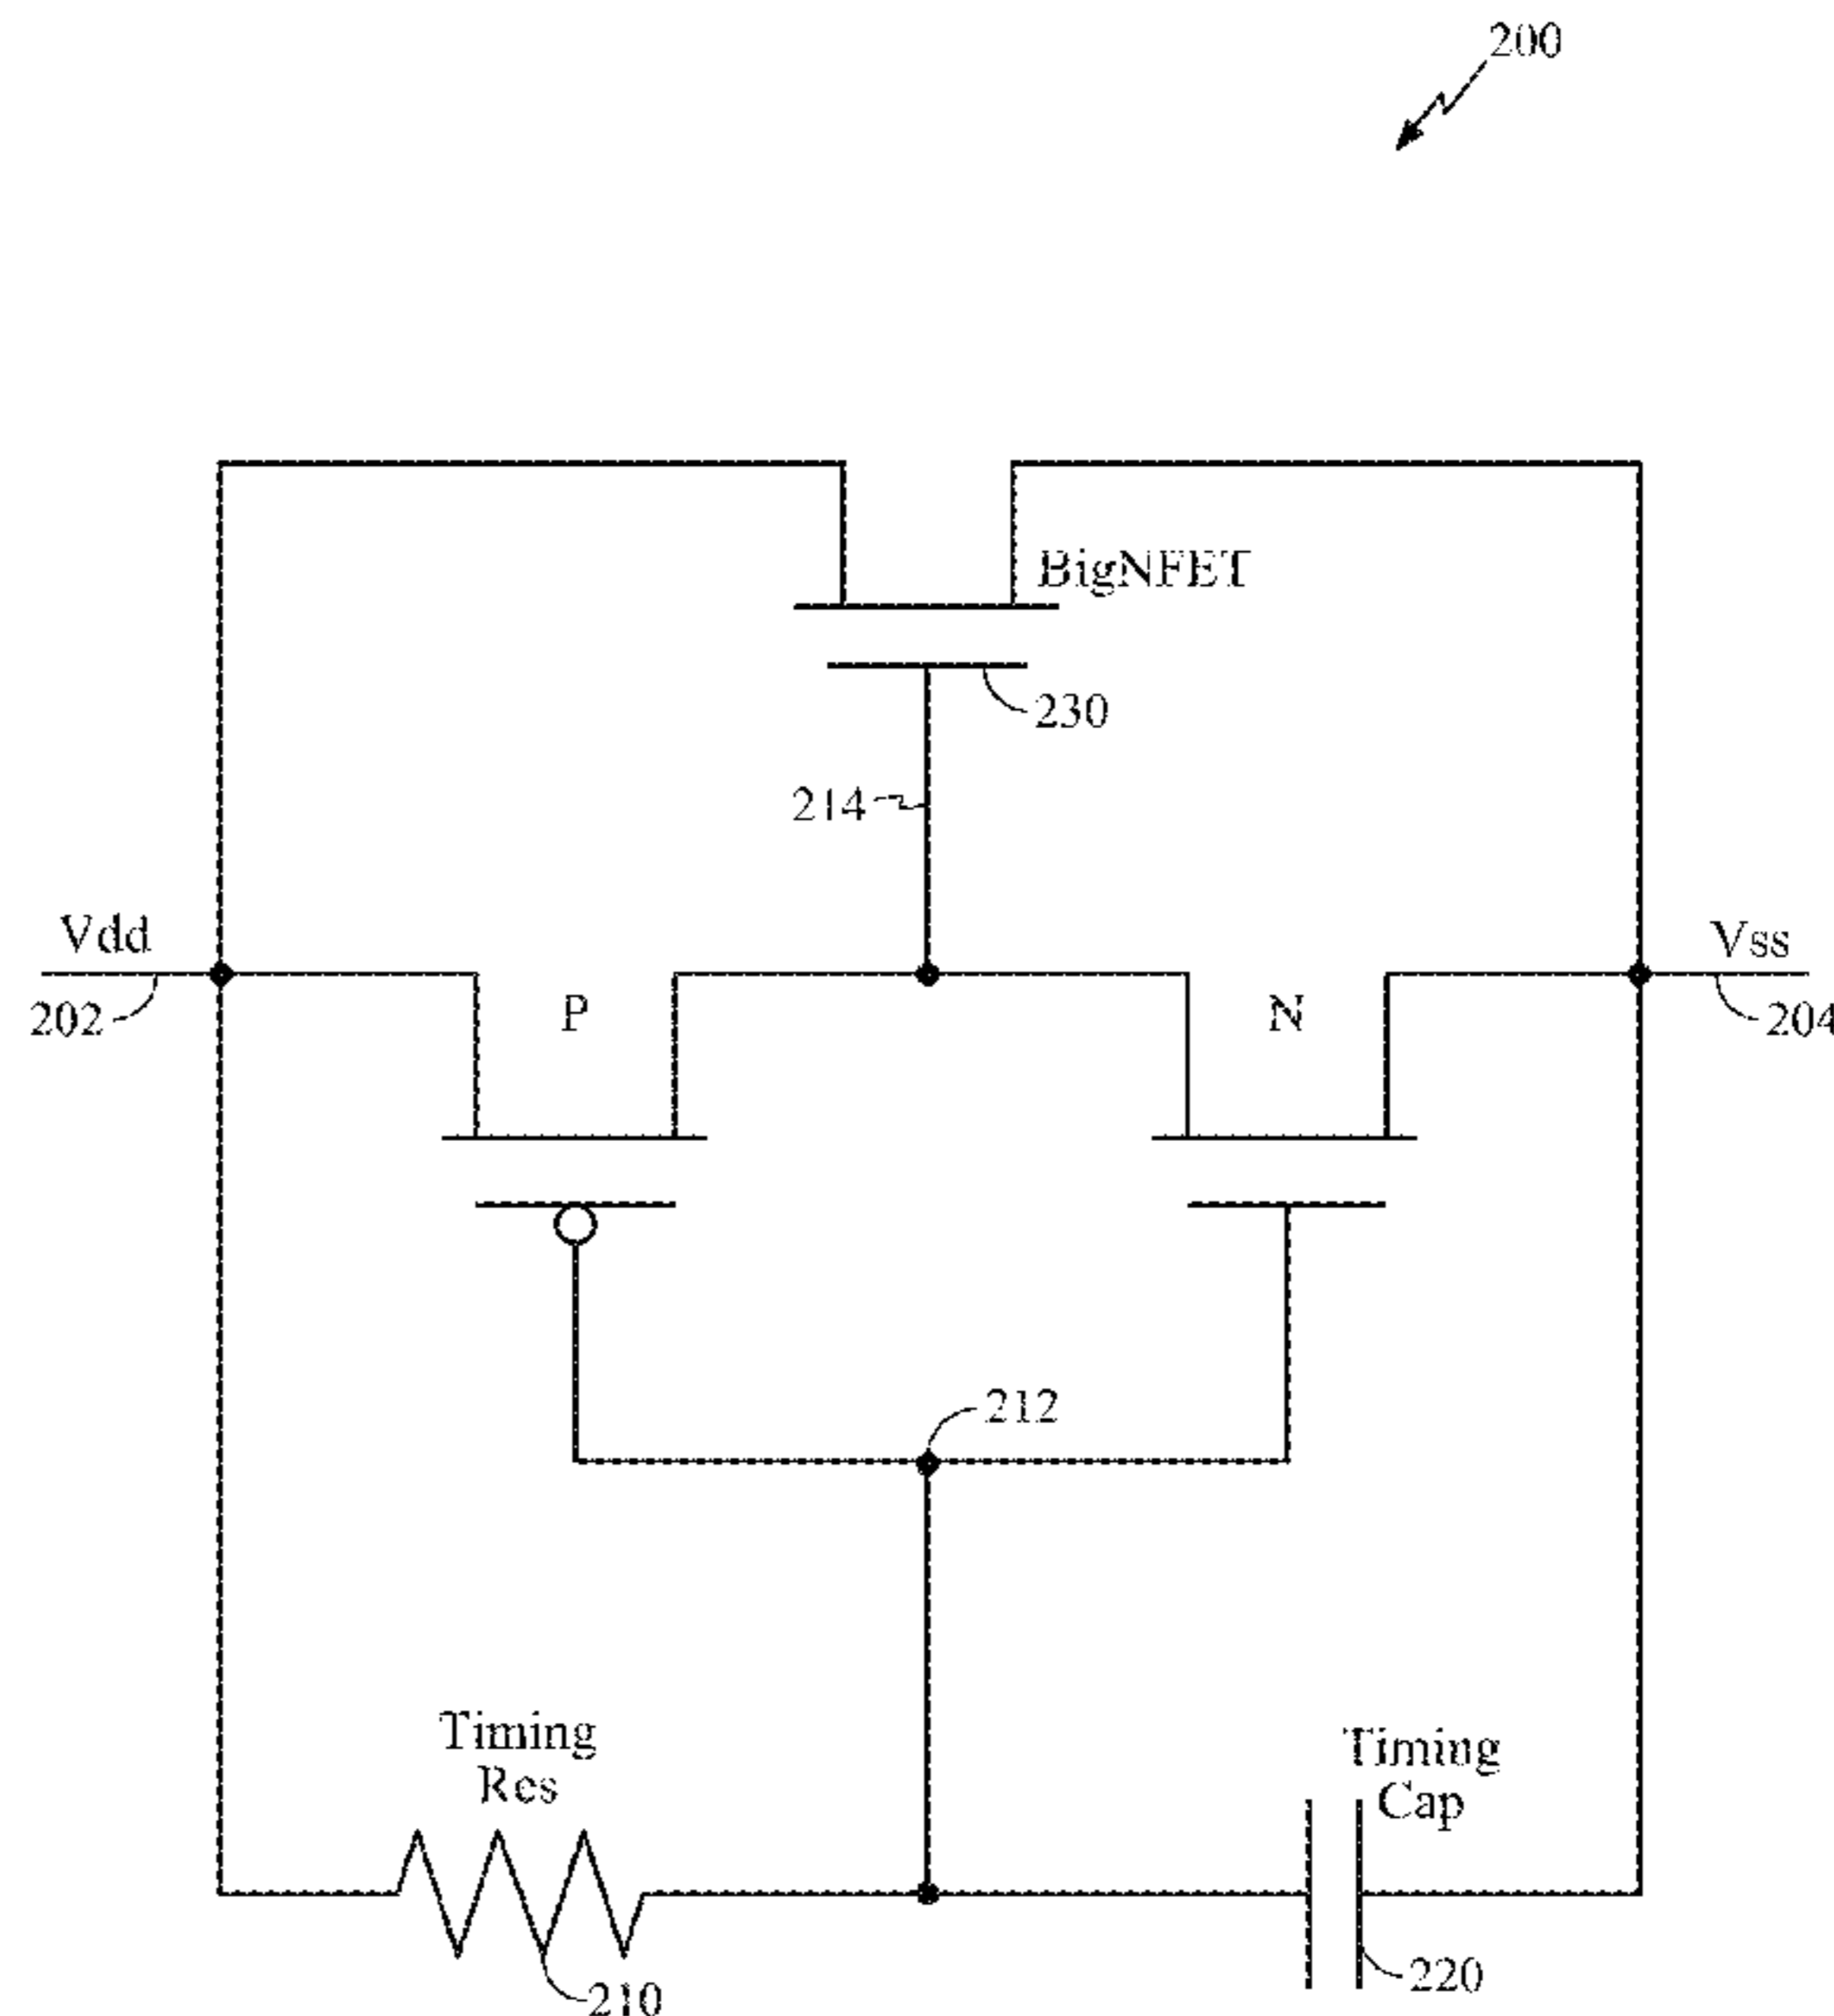 200
BigNFET
230
214
Vdd
Vss
202
P
N
204
212
Timing
Res
Timing
Cap
210
220